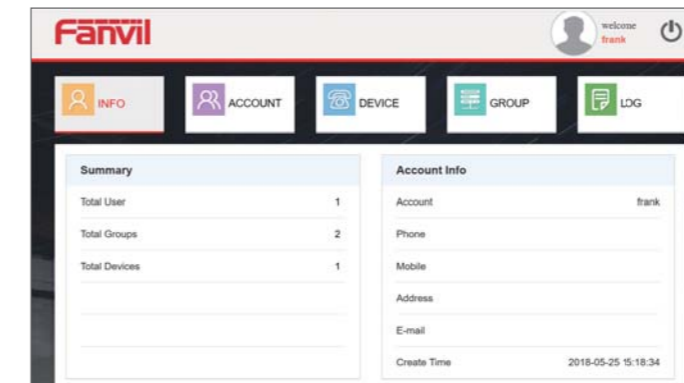 Fanvil
welcome
frank
INFO
ACCOUNT
DEVICE
GROUP
LOG
Summary
Total User 1
Total Groups 2
Total Devices 1
Account Info
Account frank
Phone
Mobile
Address
E-mail
Create Time 2018-05-25 15:18:34